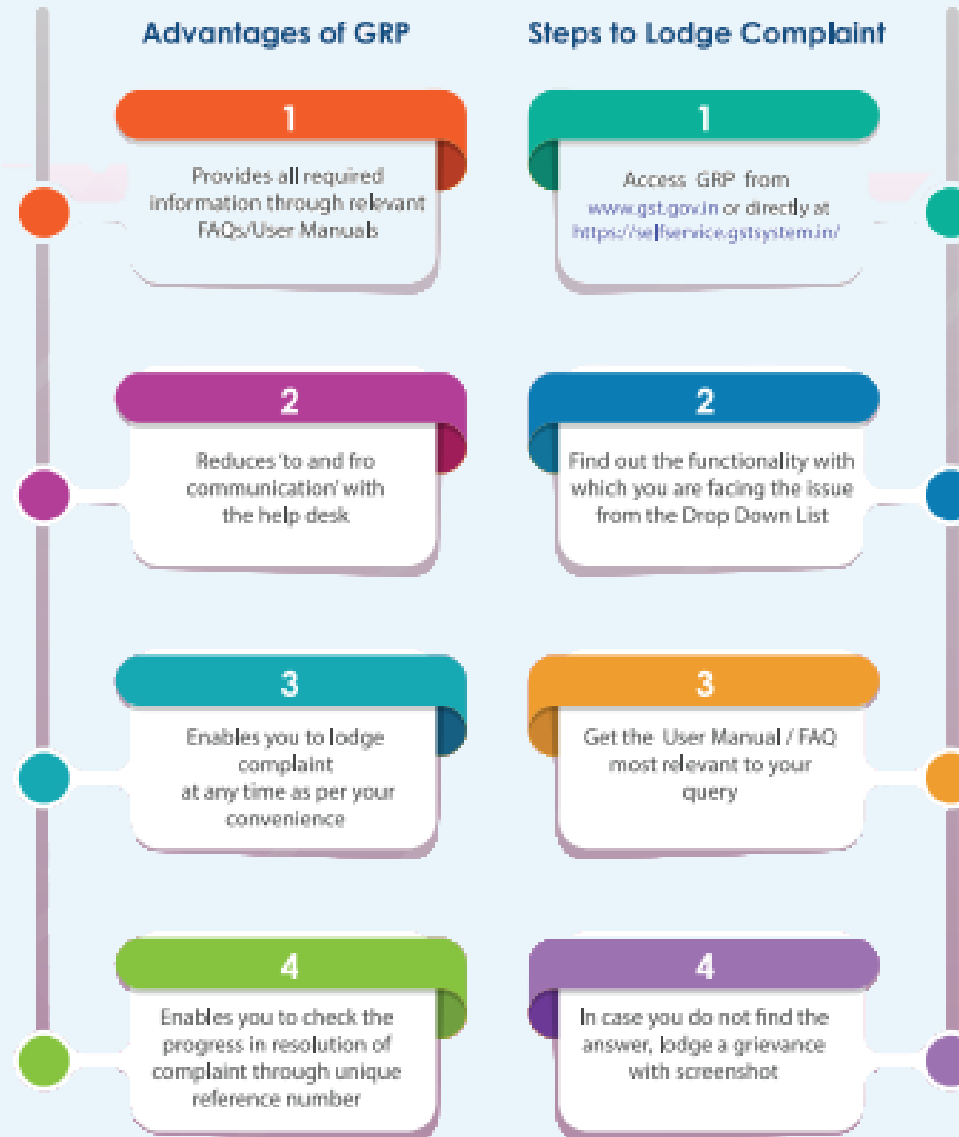 Advantages of GRP
1
Provides all required
information through relevant
FAQs/User Manuals
2
Reduces 'to and fro
communication' with
the help desk
3
Enables you to lodge
complaint
at any time as per your
convenience
4
Enables you to check the
progress in resolution of
complaint through unique
reference number
Steps to Lodge Complaint
1
Access GRP from
www.gst.gov.in or directly at
https://selfservice.gstsystem.in/
2
Find out the functionality with
which you are facing the issue
from the Drop Down List
3
Get the User Manual / FAQ
most relevant to your
query
4
In case you do not find the
answer, lodge a grievance
with screenshot